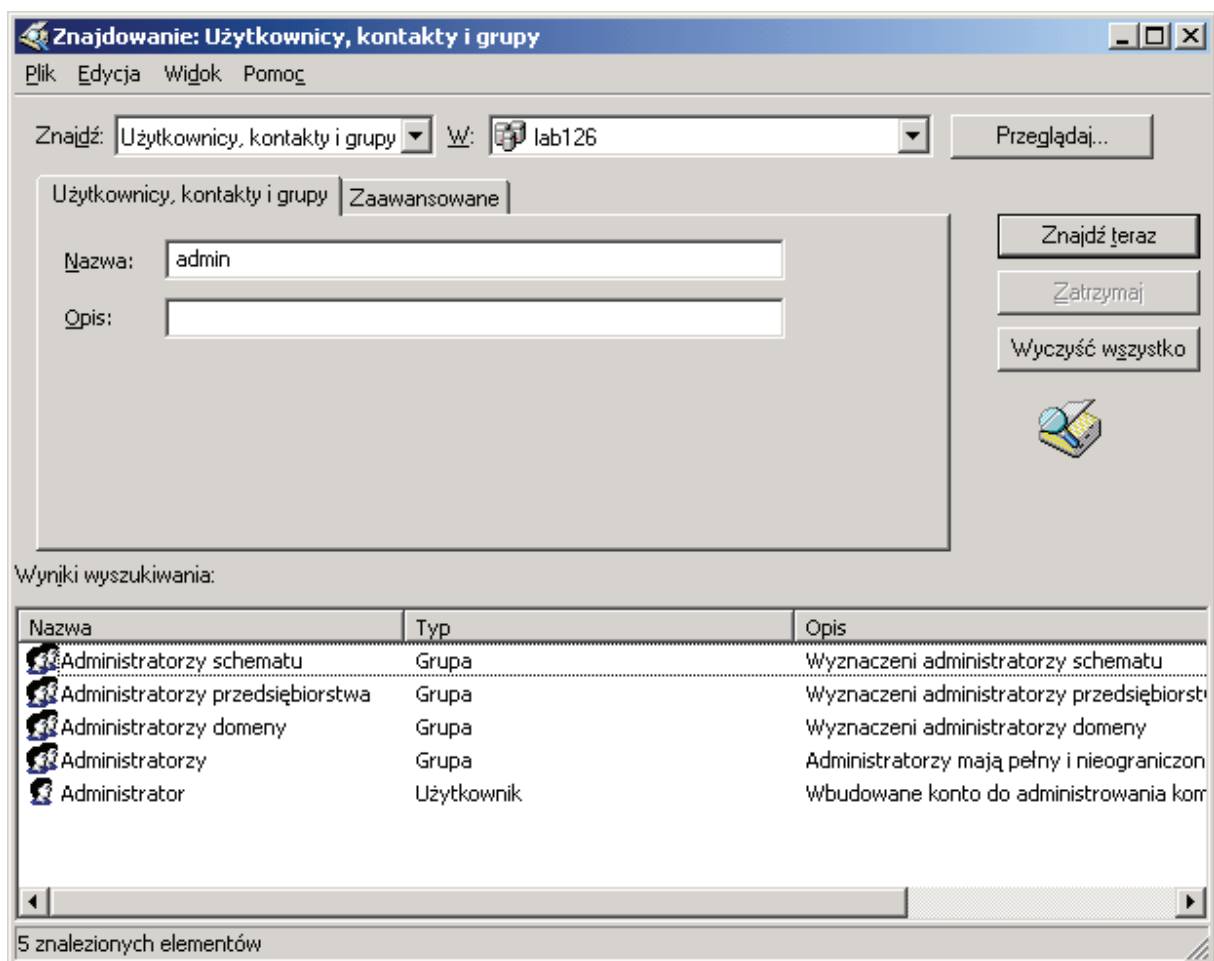 Znajdowanie: Użytkownicy, kontakty i grupy
Plik Edycja Widok Pomoc
Znajdź: Użytkownicy, kontakty i grupy W: lab126 Przeglądaj...
Użytkownicy, kontakty i grupy Zaawansowane
Nazwa: admin
Opis:
Znajdź teraz
Zatrzymaj
Wyczyść wszystko
Wyniki wyszukiwania:
Nazwa Typ Opis
Administratorzy schematu Grupa Wyznaczeni administratorzy schematu
Administratorzy przedsiębiorstwa Grupa Wyznaczeni administratorzy przedsiębiorstw
Administratorzy domeny Grupa Wyznaczeni administratorzy domeny
Administratorzy Grupa Administratorzy mają pełny i nieograniczon
Administrator Użytkownik Wbudowane konto do administrowania kom
5 znalezionych elementów